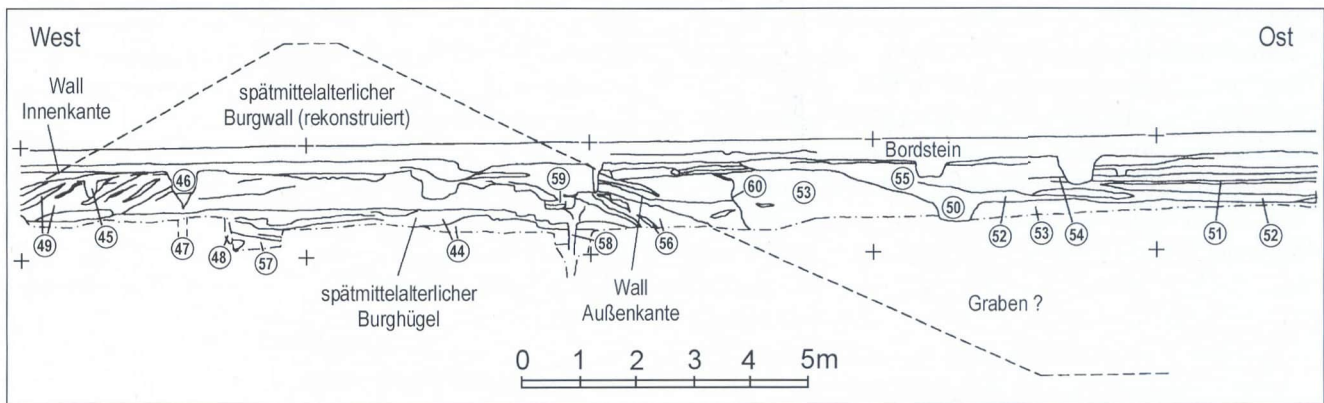 West
Ost
Wall
Innenkante
spätmittelalterlicher
Burgwall (rekonstruiert)
Bordstein
46
59
60
53
55
50
49
45
47
48
57
44
58
56
52
53
54
51
52
spätmittelalterlicher
Burghügel
Wall
Außenkante
Graben ?
0 1 2 3 4 5m